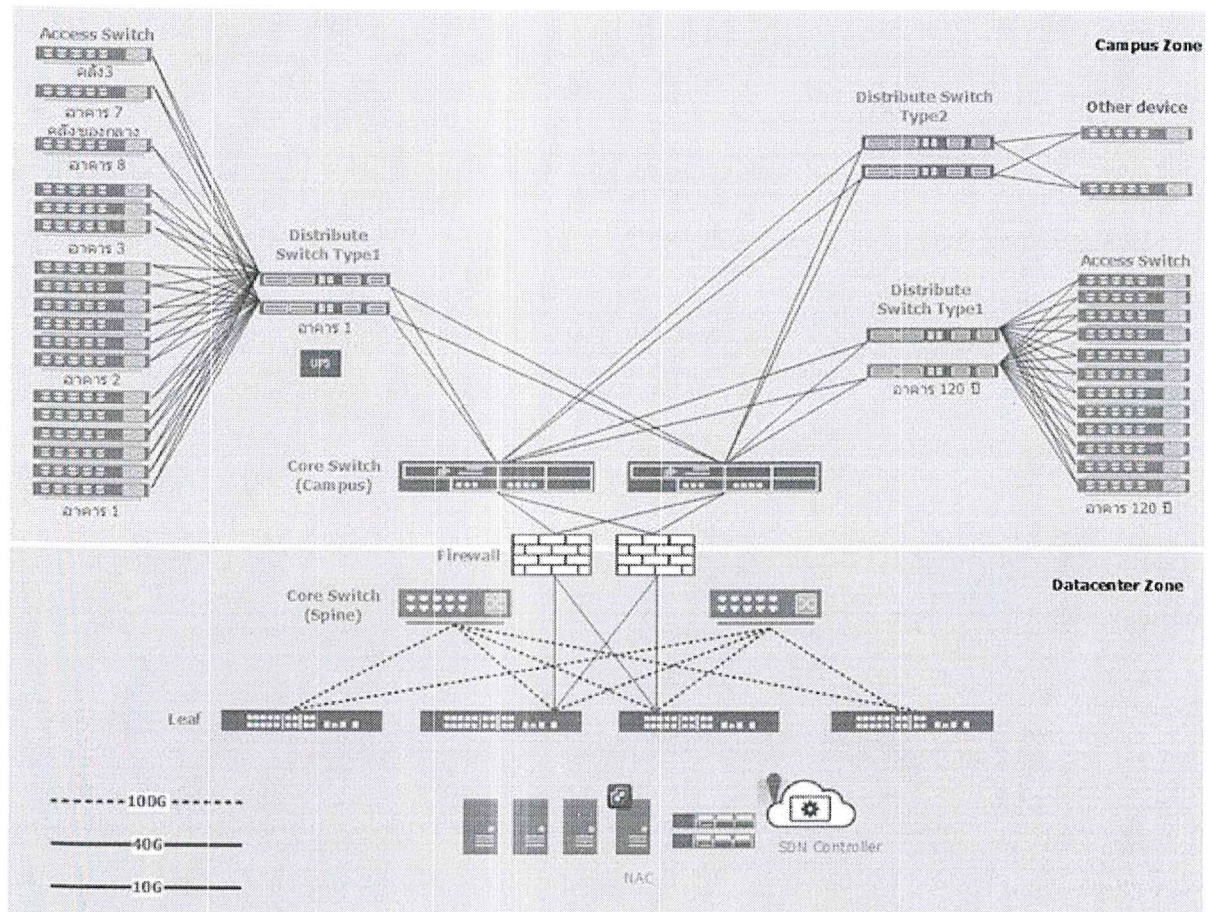 Access Switch
คลัง3
อาคาร 7
คลังของกลาง
อาคาร 8
อาคาร 3
อาคาร 2
อาคาร 1
Distribute
Switch Type1
อาคาร 1
UPS
Campus Zone
Distribute Switch
Type2
Other device
Distribute
Switch Type1
อาคาร 120 ปี
Access Switch
อาคาร 120 ปี
Core Switch
(Campus)
Firewall
Datacenter Zone
Core Switch
(Spine)
Leaf
100G
40G
10G
NAC
SDN Controller